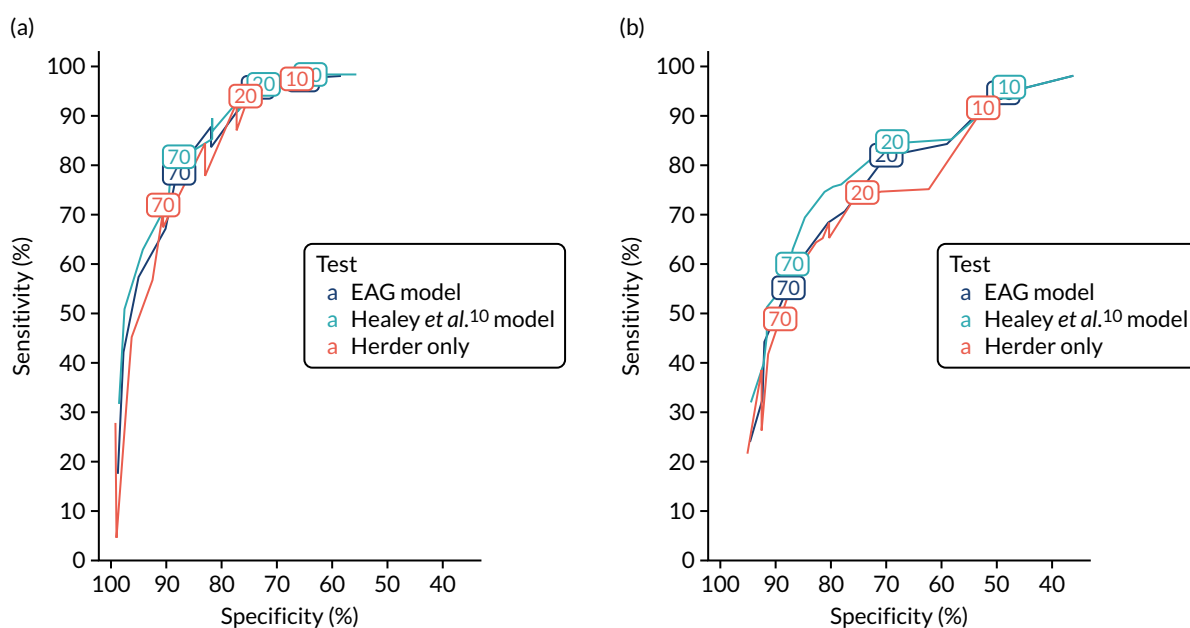 (a)
100
90
80
70
60
50
40
30
20
10
0
Sensitivity (%)
100 90 80 70 60 50 40
Specificity (%)
20
10
20
70
70
70
Test
a EAG model
a Healey et al.10 model
a Herder only
(b)
100
90
80
70
60
50
40
30
20
10
0
Sensitivity (%)
100 90 80 70 60 50 40
Specificity (%)
10
10
20
20
20
70
70
70
Test
a EAG model
a Healey et al.10 model
a Herder only